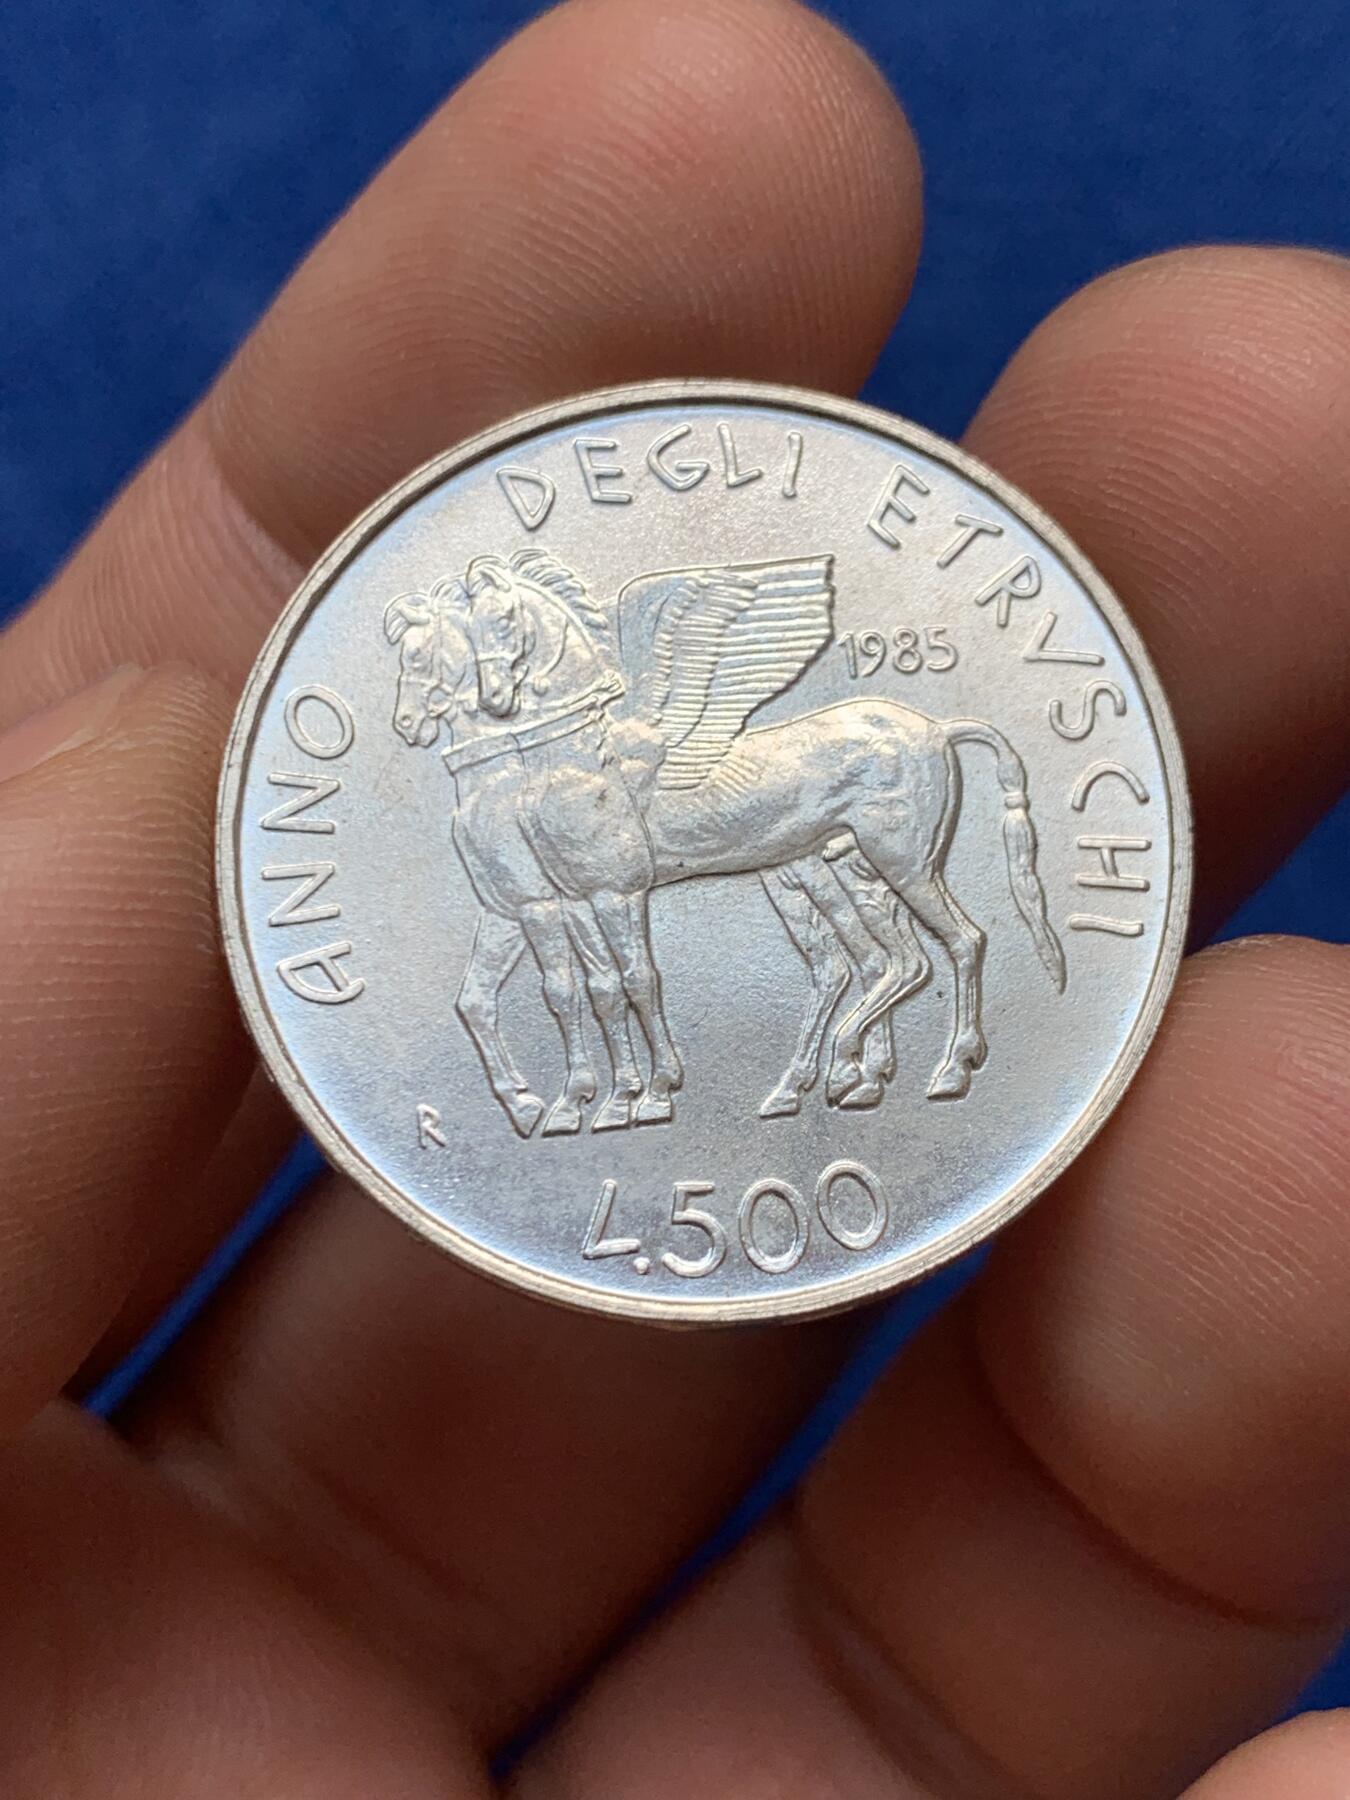 ANNO DEGLI ETRVSCHI
1985
R
L.500